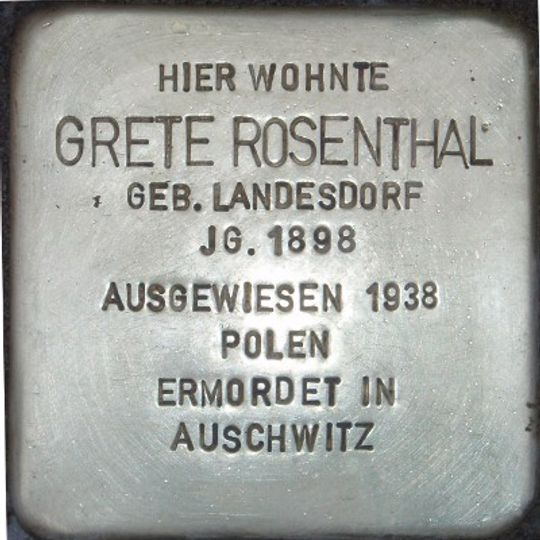 HIER WOHNTE
GRETE ROSENTHAL
GEB. LANDESDORF
JG. 1898
AUSGEWIESEN 1938
POLEN
ERMORDET IN
AUSCHWITZ